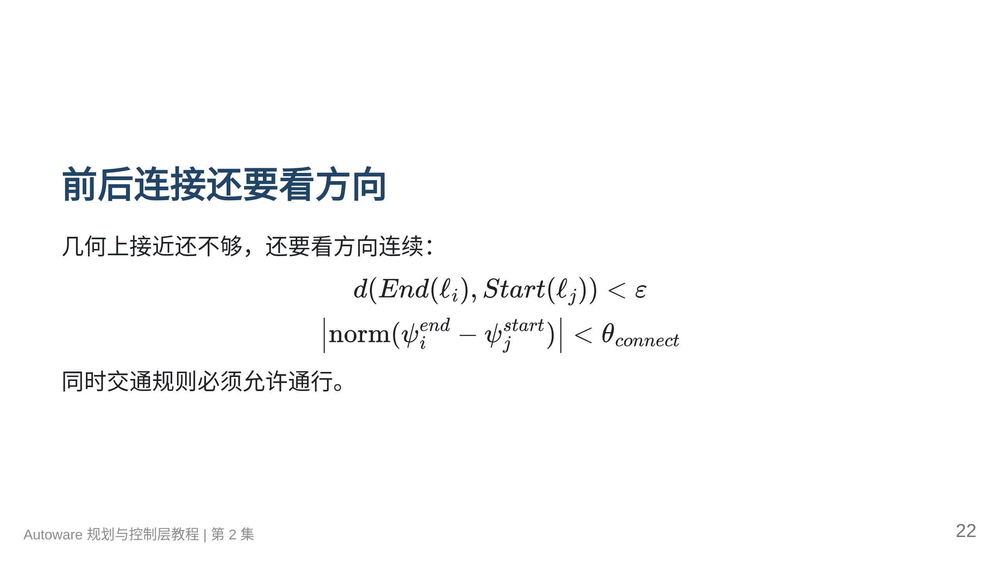 前后连接还要看方向
几何上接近还不够，还要看方向连续：
$d(End(\ell_i), Start(\ell_j)) < \varepsilon$
$\left|\mathrm{norm}(\psi_i^{end} - \psi_j^{start})\right| < \theta_{connect}$
同时交通规则必须允许通行。
Autoware 规划与控制层教程 | 第 2 集
22